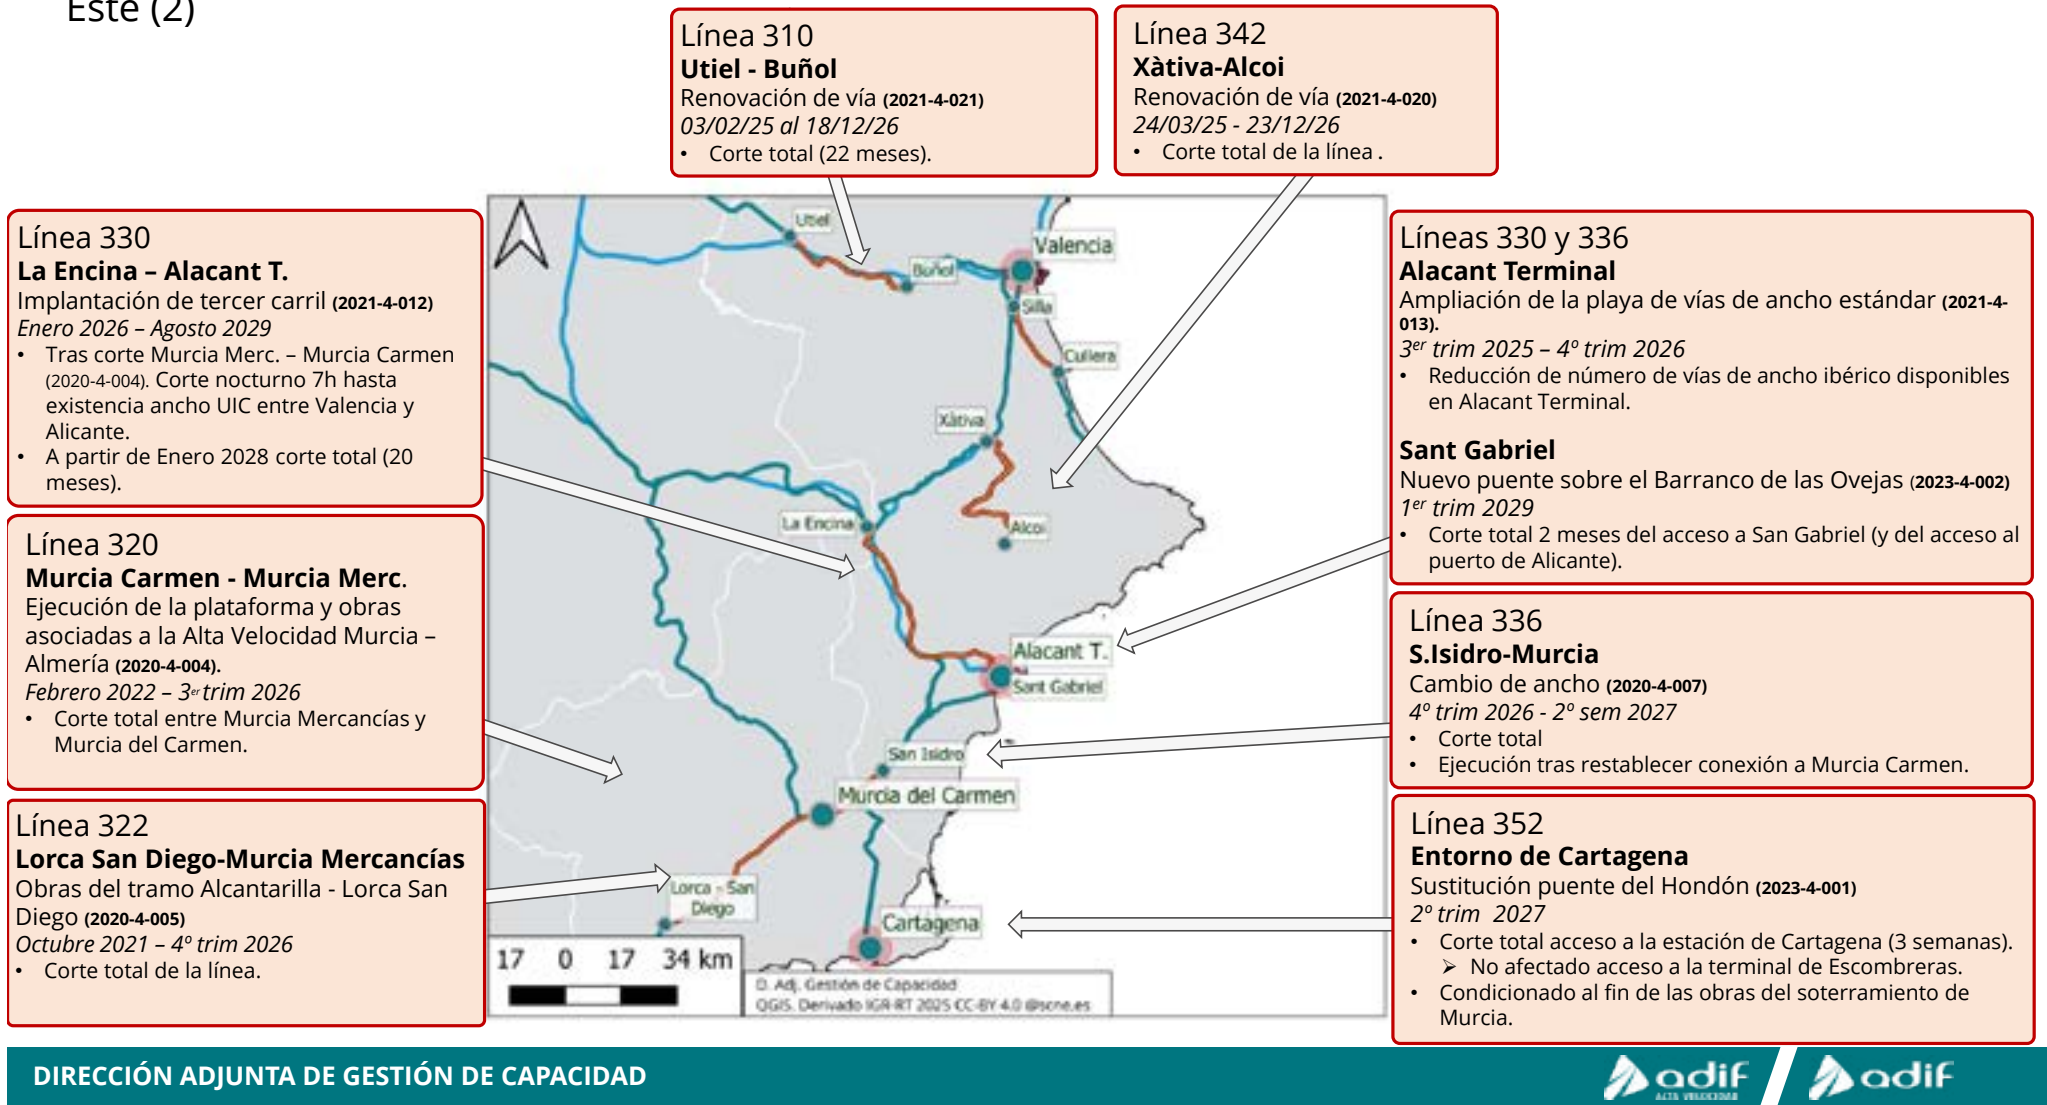 Este (2)
Línea 310
Utiel - Buñol
Renovación de vía (2021-4-021)
03/02/25 al 18/12/26
• Corte total (22 meses).
Línea 342
Xàtiva-Alcoi
Renovación de vía (2021-4-020)
24/03/25 - 23/12/26
• Corte total de la línea .
Línea 330
La Encina – Alacant T.
Implantación de tercer carril (2021-4-012)
Enero 2026 – Agosto 2029
• Tras corte Murcia Merc. – Murcia Carmen
(2020-4-004). Corte nocturno 7h hasta
existencia ancho UIC entre Valencia y
Alicante.
• A partir de Enero 2028 corte total (20
meses).
Línea 320
Murcia Carmen - Murcia Merc.
Ejecución de la plataforma y obras
asociadas a la Alta Velocidad Murcia –
Almería (2020-4-004).
Febrero 2022 – 3er trim 2026
• Corte total entre Murcia Mercancías y
Murcia del Carmen.
Línea 322
Lorca San Diego-Murcia Mercancías
Obras del tramo Alcantarilla - Lorca San
Diego (2020-4-005)
Octubre 2021 – 4º trim 2026
• Corte total de la línea.
Utiel
Buñol
Valencia
Silla
Cullera
Xàtiva
La Encina
Alcoi
Alacant T.
Sant Gabriel
San Isidro
Murcia del Carmen
Lorca - San
Diego
Cartagena
17 0 17 34 km
D. Adj. Gestión de Capacidad
QGIS. Derivado IGR-RT 2025 CC-BY 4.0 @scne.es
Líneas 330 y 336
Alacant Terminal
Ampliación de la playa de vías de ancho estándar (2021-4-
013).
3er trim 2025 – 4º trim 2026
• Reducción de número de vías de ancho ibérico disponibles
en Alacant Terminal.
Sant Gabriel
Nuevo puente sobre el Barranco de las Ovejas (2023-4-002)
1er trim 2029
• Corte total 2 meses del acceso a San Gabriel (y del acceso al
puerto de Alicante).
Línea 336
S.Isidro-Murcia
Cambio de ancho (2020-4-007)
4º trim 2026 - 2º sem 2027
• Corte total
• Ejecución tras restablecer conexión a Murcia Carmen.
Línea 352
Entorno de Cartagena
Sustitución puente del Hondón (2023-4-001)
2º trim 2027
• Corte total acceso a la estación de Cartagena (3 semanas).
➢ No afectado acceso a la terminal de Escombreras.
• Condicionado al fin de las obras del soterramiento de
Murcia.
DIRECCIÓN ADJUNTA DE GESTIÓN DE CAPACIDAD
adif
ALTA VELOCIDAD
adif